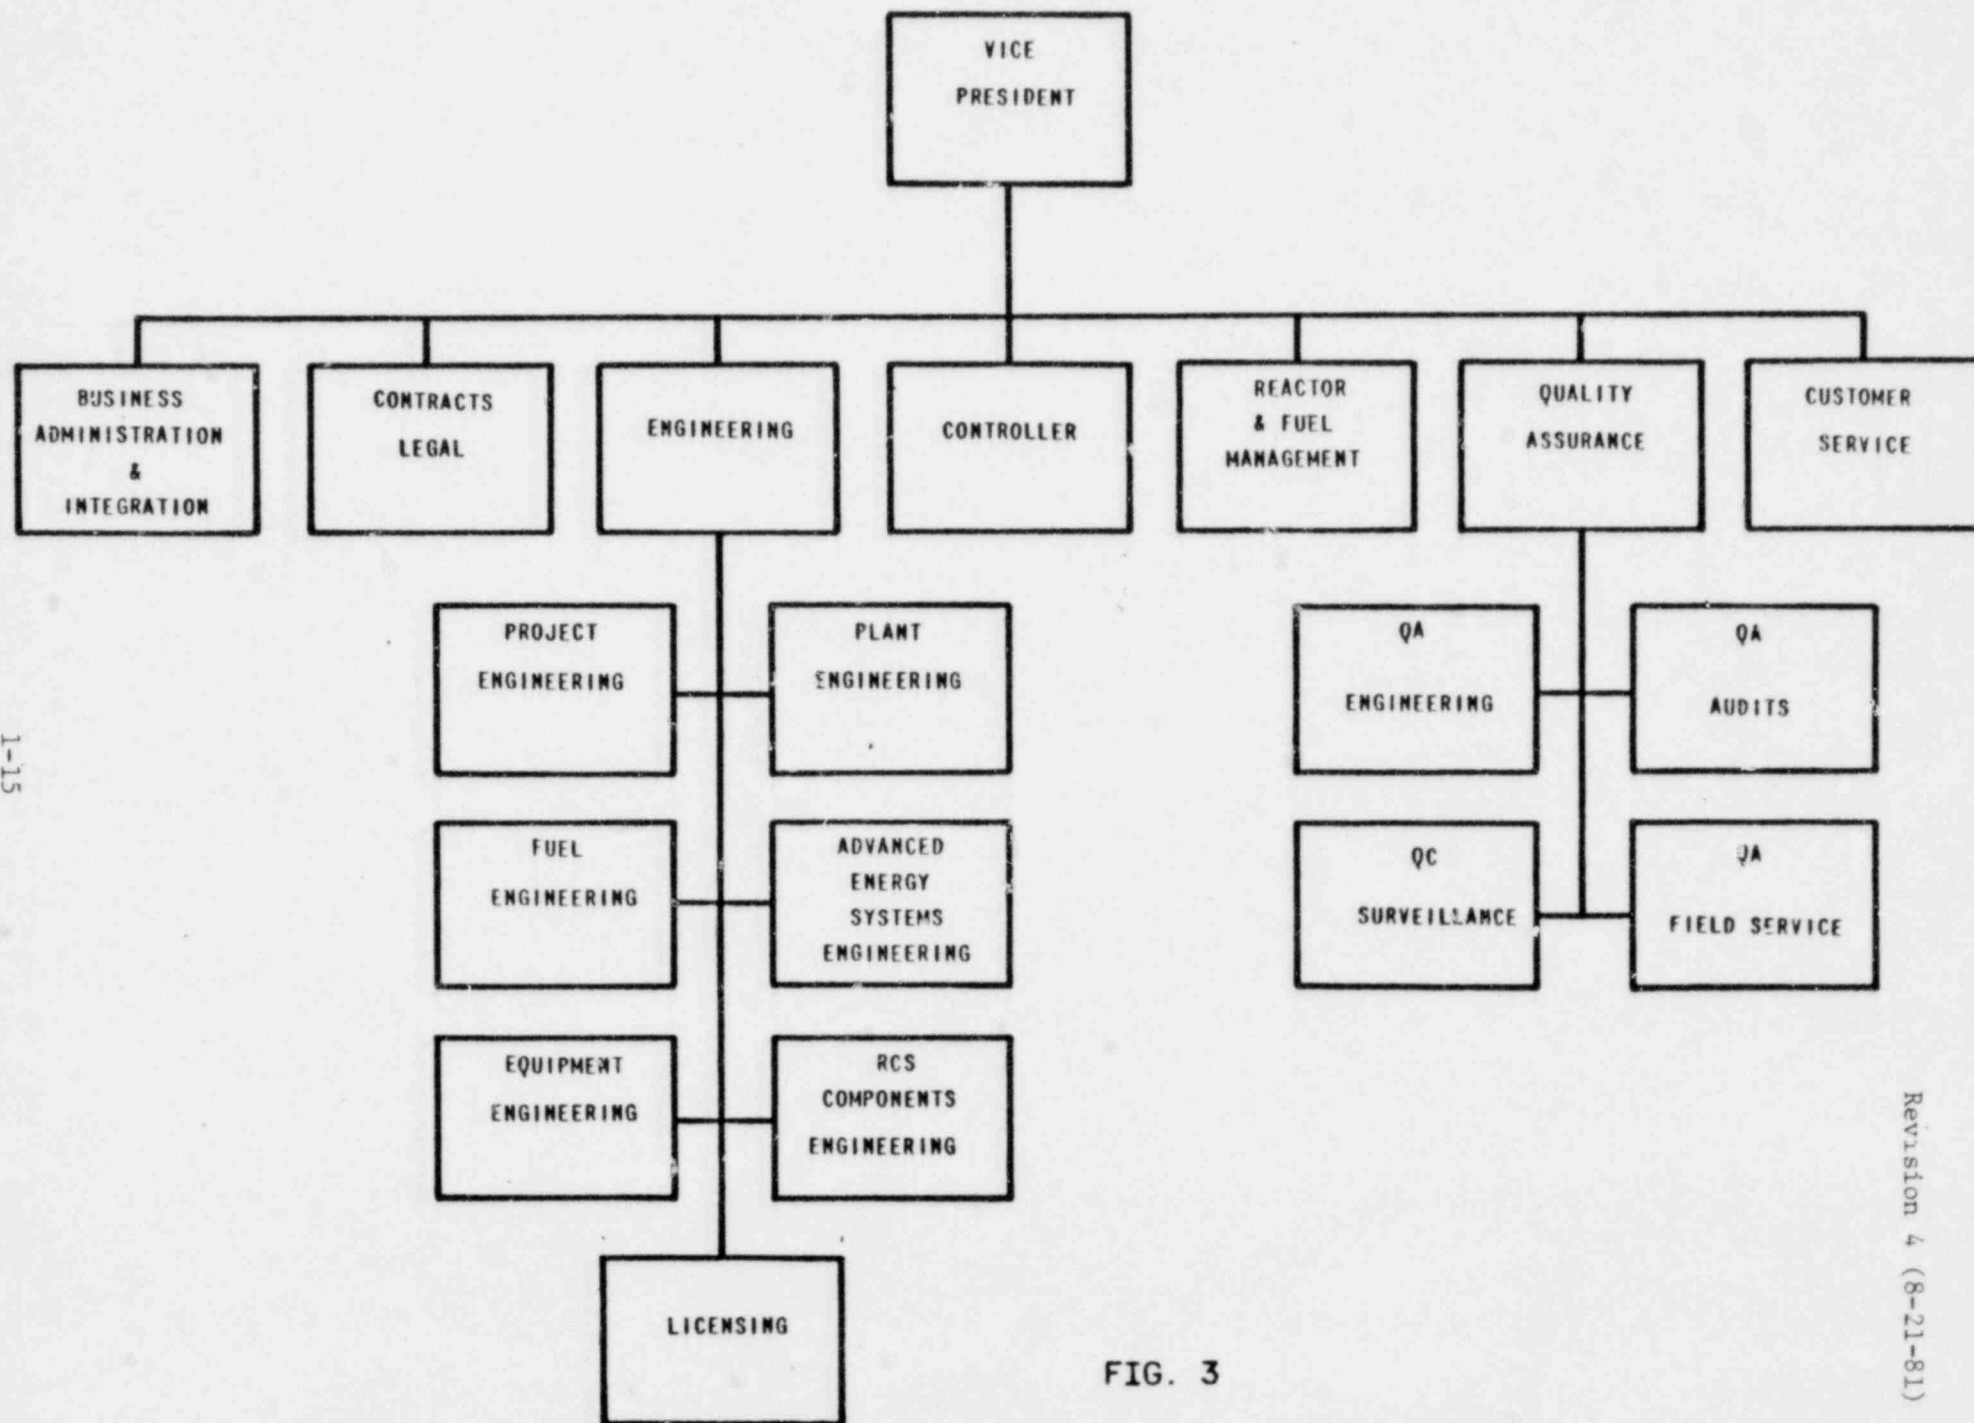 VICE
PRESIDENT
BUSINESS
ADMINISTRATION
&
INTEGRATION
CONTRACTS
LEGAL
ENGINEERING
CONTROLLER
REACTOR
& FUEL
MANAGEMENT
QUALITY
ASSURANCE
CUSTOMER
SERVICE
PROJECT
ENGINEERING
PLANT
ENGINEERING
QA
ENGINEERING
QA
AUDITS
FUEL
ENGINEERING
ADVANCED
ENERGY
SYSTEMS
ENGINEERING
QC
SURVEILLANCE
QA
FIELD SERVICE
EQUIPMENT
ENGINEERING
RCS
COMPONENTS
ENGINEERING
LICENSING
FIG. 3
1-15
Revision 4 (8-21-81)